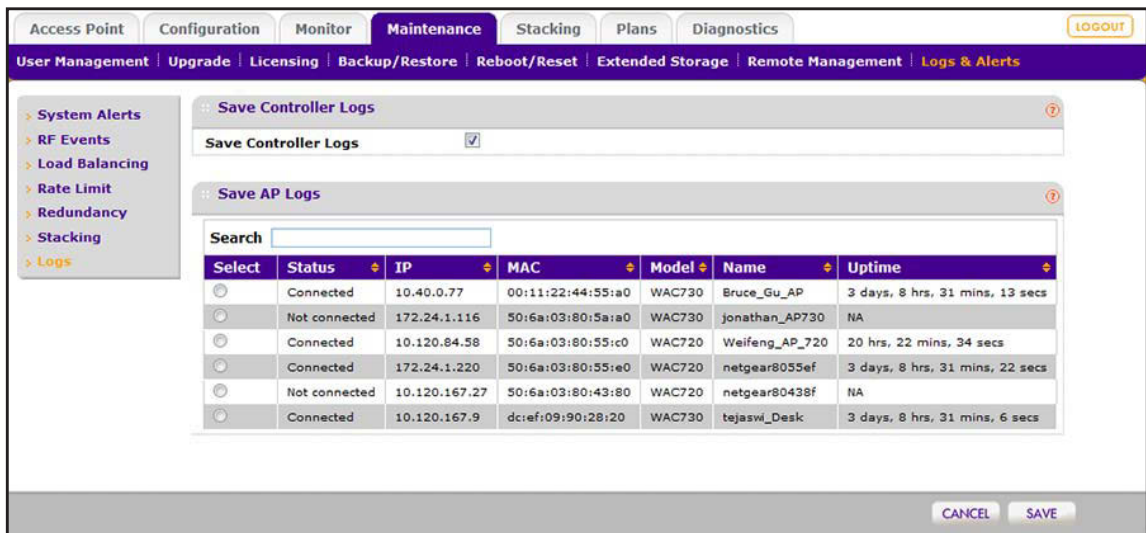 Access Point Configuration Monitor Maintenance Stacking Plans Diagnostics LOGOUT
User Management Upgrade Licensing Backup/Restore Reboot/Reset Extended Storage Remote Management Logs & Alerts
System Alerts
RF Events
Load Balancing
Rate Limit
Redundancy
Stacking
Logs
Save Controller Logs ?
Save Controller Logs
Save AP Logs ?
Search
Select Status IP MAC Model Name Uptime
Connected 10.40.0.77 00:11:22:44:55:a0 WAC730 Bruce_Gu_AP 3 days, 8 hrs, 31 mins, 13 secs
Not connected 172.24.1.116 50:6a:03:80:5a:a0 WAC730 jonathan_AP730 NA
Connected 10.120.84.58 50:6a:03:80:55:c0 WAC720 Weifeng_AP_720 20 hrs, 22 mins, 34 secs
Connected 172.24.1.220 50:6a:03:80:55:e0 WAC720 netgear8055ef 3 days, 8 hrs, 31 mins, 22 secs
Not connected 10.120.167.27 50:6a:03:80:43:80 WAC720 netgear80438f NA
Connected 10.120.167.9 dc:ef:09:90:28:20 WAC730 tejaswi_Desk 3 days, 8 hrs, 31 mins, 6 secs
CANCEL SAVE